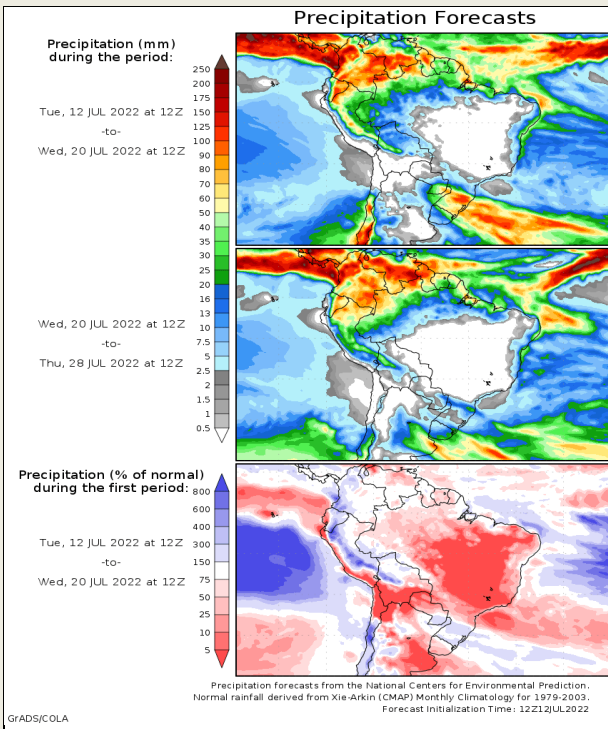 Precipitation Forecasts
Precipitation (mm)
during the period:
Tue, 12 JUL 2022 at 12Z
-to-
Wed, 20 JUL 2022 at 12Z
250
200
175
150
125
100
90
80
70
60
50
40
35
30
25
20
16
13
10
7.5
5
2.5
2
1.5
1
0.5
Wed, 20 JUL 2022 at 12Z
-to-
Thu, 28 JUL 2022 at 12Z
Precipitation (% of normal)
during the first period:
Tue, 12 JUL 2022 at 12Z
-to-
Wed, 20 JUL 2022 at 12Z
800
600
400
300
150
75
50
25
10
5
Precipitation forecasts from the National Centers for Environmental Prediction.
Normal rainfall derived from Xie-Arkin (CMAP) Monthly Climatology for 1979-2003.
Forecast Initialization Time: 12Z12JUL2022
GrADS/COLA